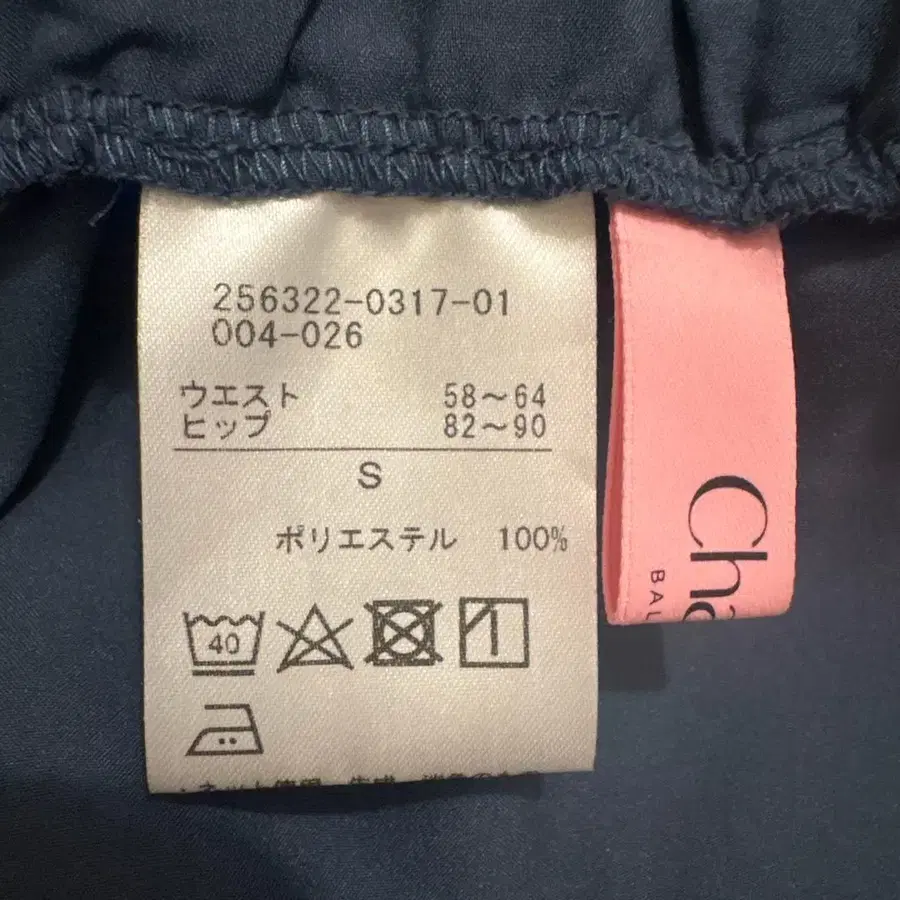 256322-0317-01
004-026
ウエスト 58～64
ヒップ 82～90
S
ポリエステル 100%
40
Cha
BAL